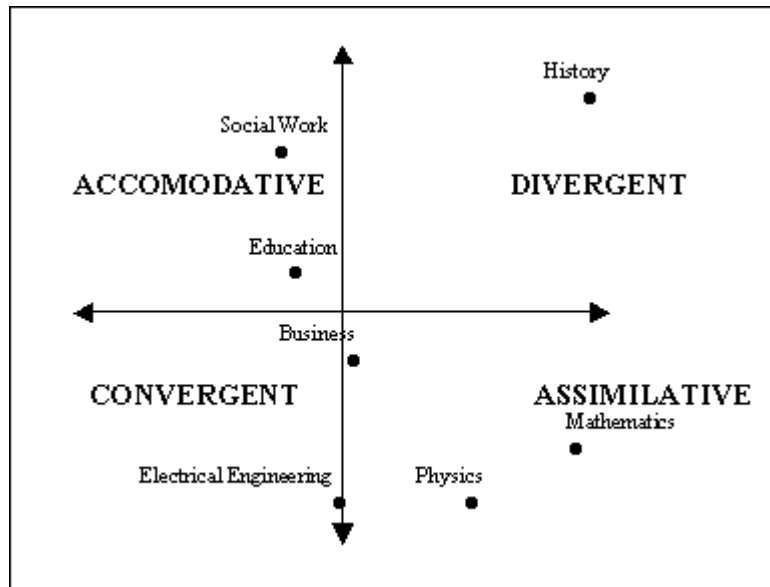 History
Social Work
ACCOMODATIVE
DIVERGENT
Education
Business
CONVERGENT
ASSIMILATIVE
Mathematics
Electrical Engineering
Physics